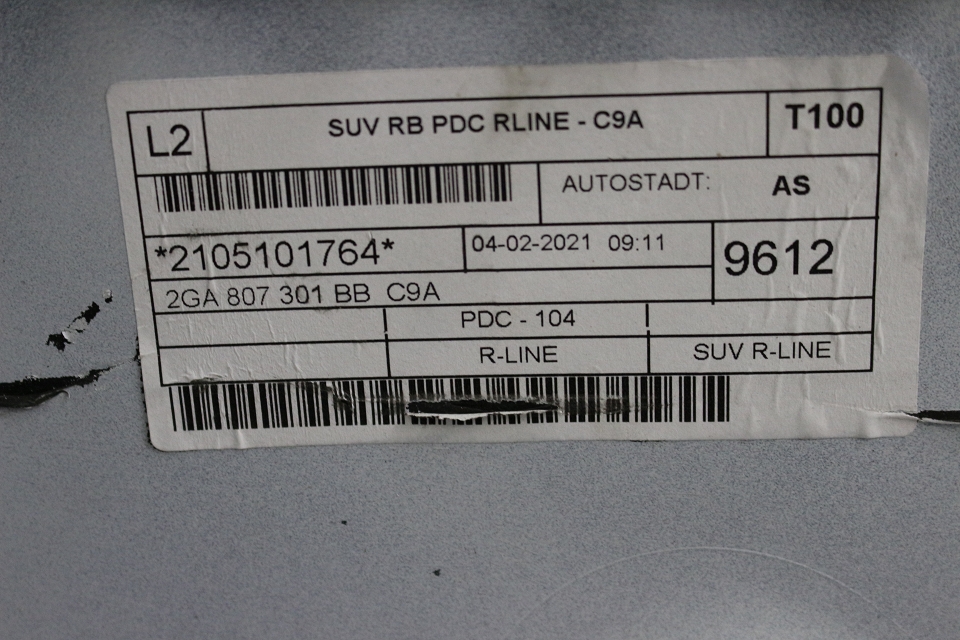 L2 SUV RB PDC RLINE - C9A T100
AUTOSTADT: AS
*2105101764* 04-02-2021 09:11 9612
2GA 807 301 BB C9A
PDC - 104
R-LINE SUV R-LINE